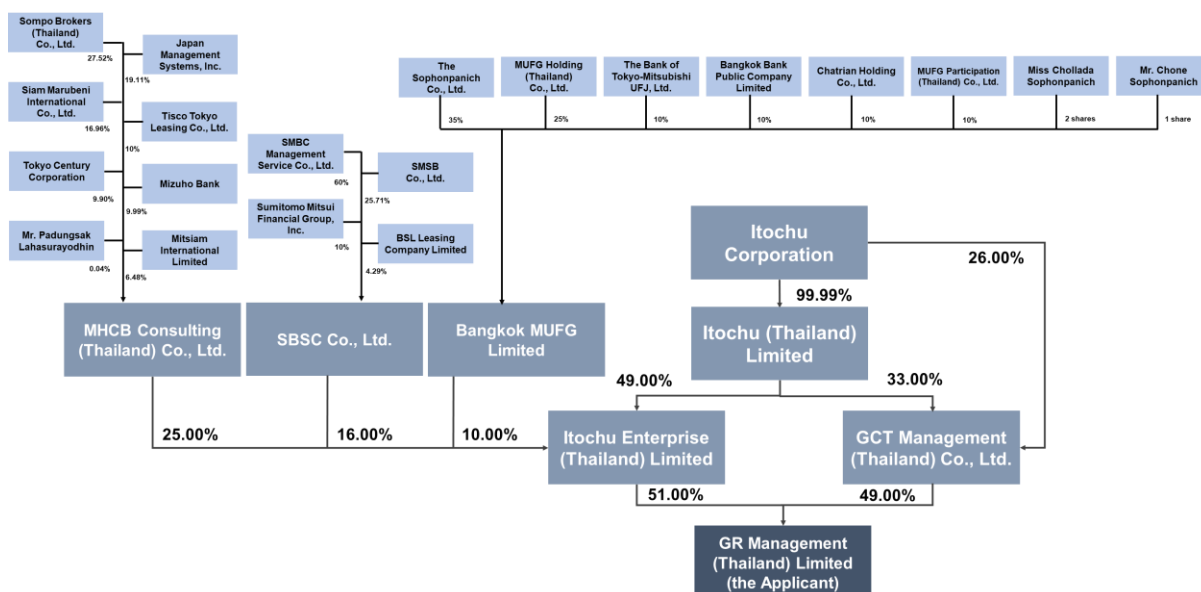 Sompo Brokers
(Thailand)
Co., Ltd.
27.52%
Japan
Management
Systems, Inc.
19.11%
Siam Marubeni
International
Co., Ltd.
16.96%
Tisco Tokyo
Leasing Co., Ltd.
10%
Tokyo Century
Corporation
9.90%
Mizuho Bank
9.99%
Mr. Padungsak
Lahasurayodhin
0.04%
Mitsiam
International
Limited
6.48%
SMBC
Management
Service Co., Ltd.
60%
SMSB
Co., Ltd.
25.71%
Sumitomo Mitsui
Financial Group,
Inc.
10%
BSL Leasing
Company Limited
4.29%
The
Sophonpanich
Co., Ltd.
35%
MUFG Holding
(Thailand)
Co., Ltd.
25%
The Bank of
Tokyo-Mitsubishi
UFJ, Ltd.
10%
Bangkok Bank
Public Company
Limited
10%
Chatrian Holding
Co., Ltd.
10%
MUFG Participation
(Thailand) Co., Ltd.
10%
Miss Chollada
Sophonpanich
2 shares
Mr. Chone
Sophonpanich
1 share
Itochu
Corporation
26.00%
99.99%
MHCB Consulting
(Thailand) Co., Ltd.
SBSC Co., Ltd.
Bangkok MUFG
Limited
Itochu (Thailand)
Limited
49.00%
33.00%
25.00%
16.00%
10.00%
Itochu Enterprise
(Thailand) Limited
GCT Management
(Thailand) Co., Ltd.
51.00%
49.00%
GR Management
(Thailand) Limited
(the Applicant)